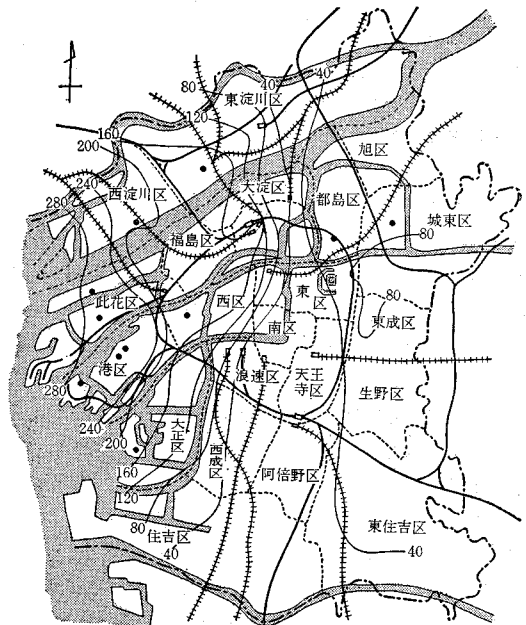 80
40
40
東淀川区
120
160
200
旭区
240
280
西淀川区
大淀区
都島区
城東区
福島区
80
此花区
西区
東区
80
南区
東成区
港区
浪速区
天王寺区
生野区
280
240
200
大正区
西成区
160
120
阿倍野区
80
住吉区
40
東住吉区
40